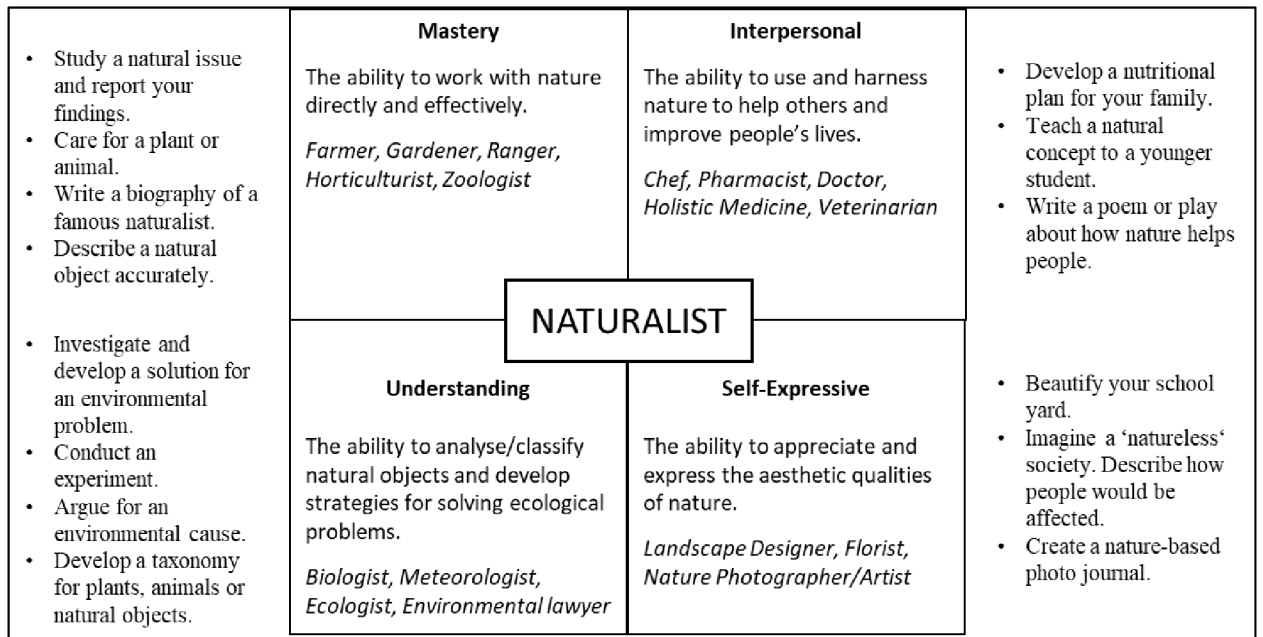 • Study a natural issue
and report your
findings.
• Care for a plant or
animal.
• Write a biography of a
famous naturalist.
• Describe a natural
object accurately.
Mastery
The ability to work with nature
directly and effectively.
Farmer, Gardener, Ranger,
Horticulturist, Zoologist
Interpersonal
The ability to use and harness
nature to help others and
improve people's lives.
Chef, Pharmacist, Doctor,
Holistic Medicine, Veterinarian
• Develop a nutritional
plan for your family.
• Teach a natural
concept to a younger
student.
• Write a poem or play
about how nature helps
people.
NATURALIST
• Investigate and
develop a solution for
an environmental
problem.
• Conduct an
experiment.
• Argue for an
environmental cause.
• Develop a taxonomy
for plants, animals or
natural objects.
Understanding
The ability to analyse/classify
natural objects and develop
strategies for solving ecological
problems.
Biologist, Meteorologist,
Ecologist, Environmental lawyer
Self-Expressive
The ability to appreciate and
express the aesthetic qualities
of nature.
Landscape Designer, Florist,
Nature Photographer/Artist
• Beautify your school
yard.
• Imagine a ‘natureless‘
society. Describe how
people would be
affected.
• Create a nature-based
photo journal.